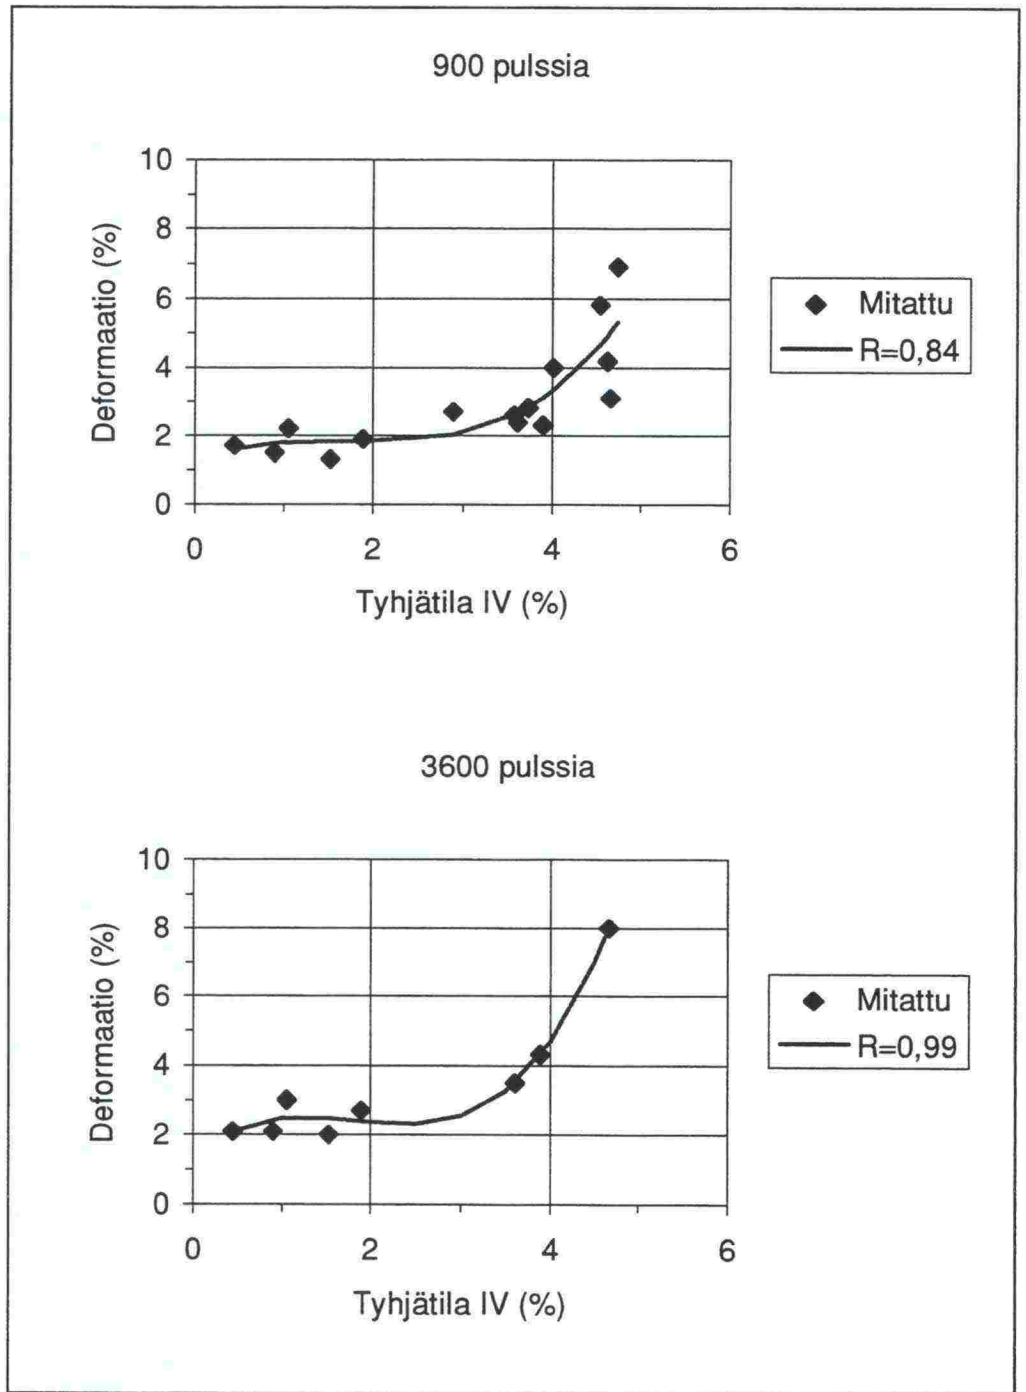 900 pulssia
10
8
6
4
2
0
Deformaatio (%)
0 2 4 6
Tyhjätila IV (%)
Mitattu
R=0,84
3600 pulssia
10
8
6
4
2
0
Deformaatio (%)
0 2 4 6
Tyhjätila IV (%)
Mitattu
R=0,99